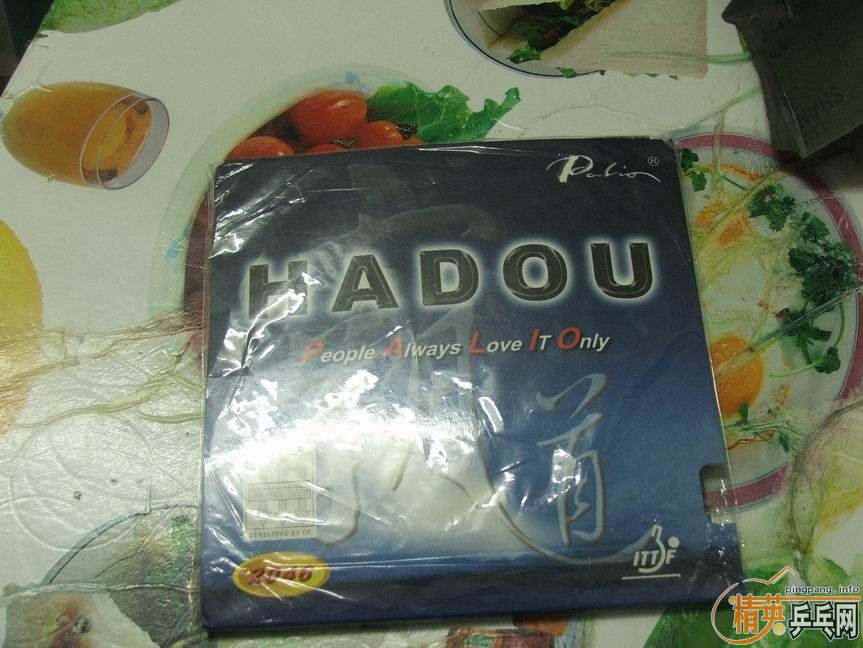 Palio®
HADOU
People Always Love IT Only
道
DEVELOPED BY GP
2040
ITTF
pingpang.info
精英乒乓网